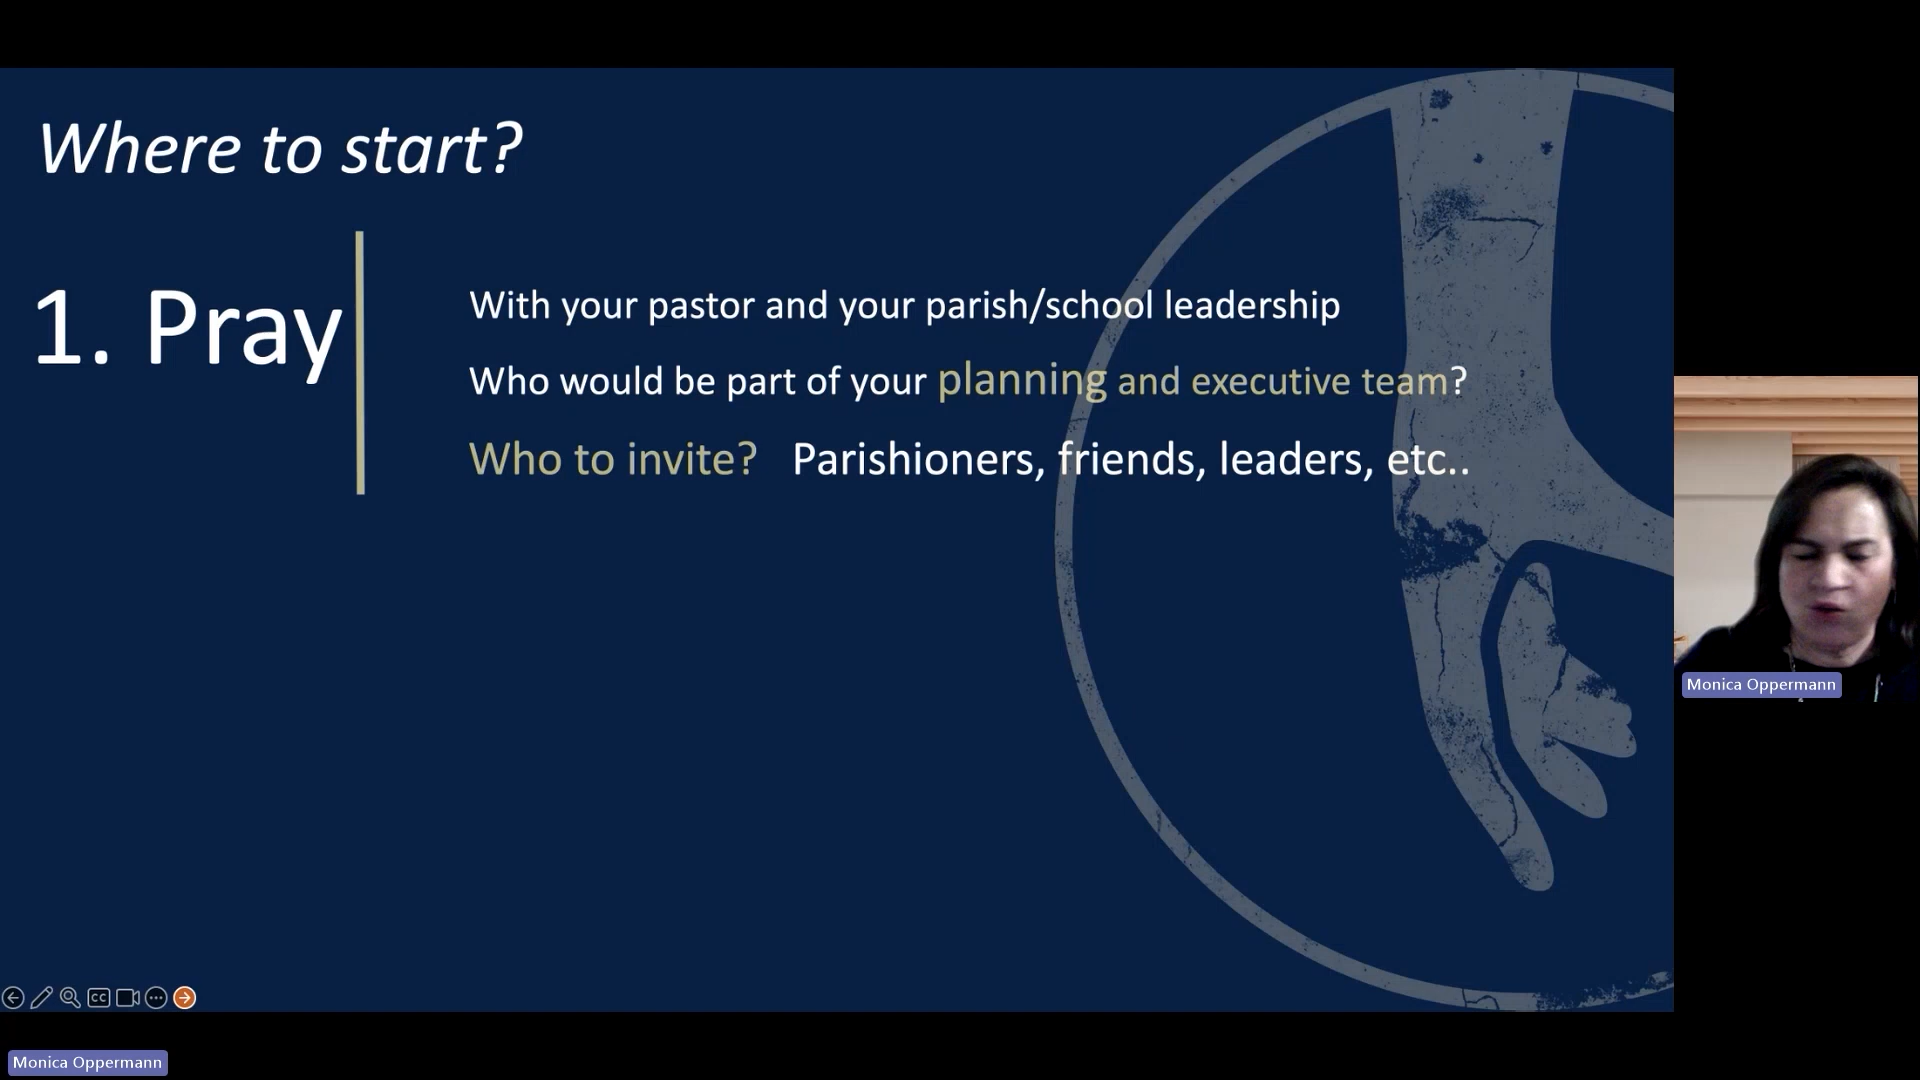 Where to start?
1. Pray
With your pastor and your parish/school leadership
Who would be part of your planning and executive team?
Who to invite? Parishioners, friends, leaders, etc..
CC
Monica Oppermann
Monica Oppermann